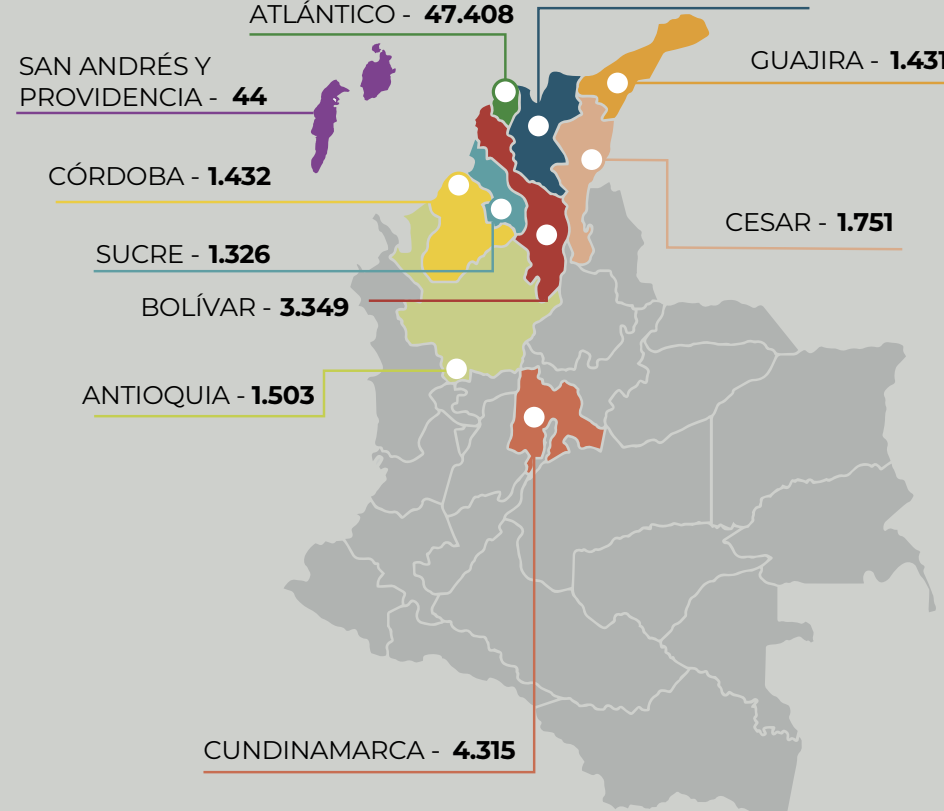 ATLÁNTICO - 47.408
SAN ANDRÉS Y
PROVIDENCIA - 44
GUAJIRA - 1.431
CÓRDOBA - 1.432
CESAR - 1.751
SUCRE - 1.326
BOLÍVAR - 3.349
ANTIOQUIA - 1.503
CUNDINAMARCA - 4.315